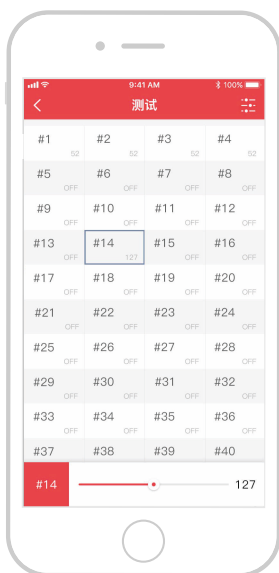 9:41 AM 100%
测试
#1 #2 #3 #4
52 52 52 52
#5 #6 #7 #8
OFF OFF OFF OFF
#9 #10 #11 #12
OFF OFF OFF OFF
#13 #14 #15 #16
OFF 127 OFF OFF
#17 #18 #19 #20
OFF OFF OFF OFF
#21 #22 #23 #24
OFF OFF OFF OFF
#25 #26 #27 #28
OFF OFF OFF OFF
#29 #30 #31 #32
OFF OFF OFF OFF
#33 #34 #35 #36
OFF OFF OFF OFF
#37 #38 #39 #40
#14 127